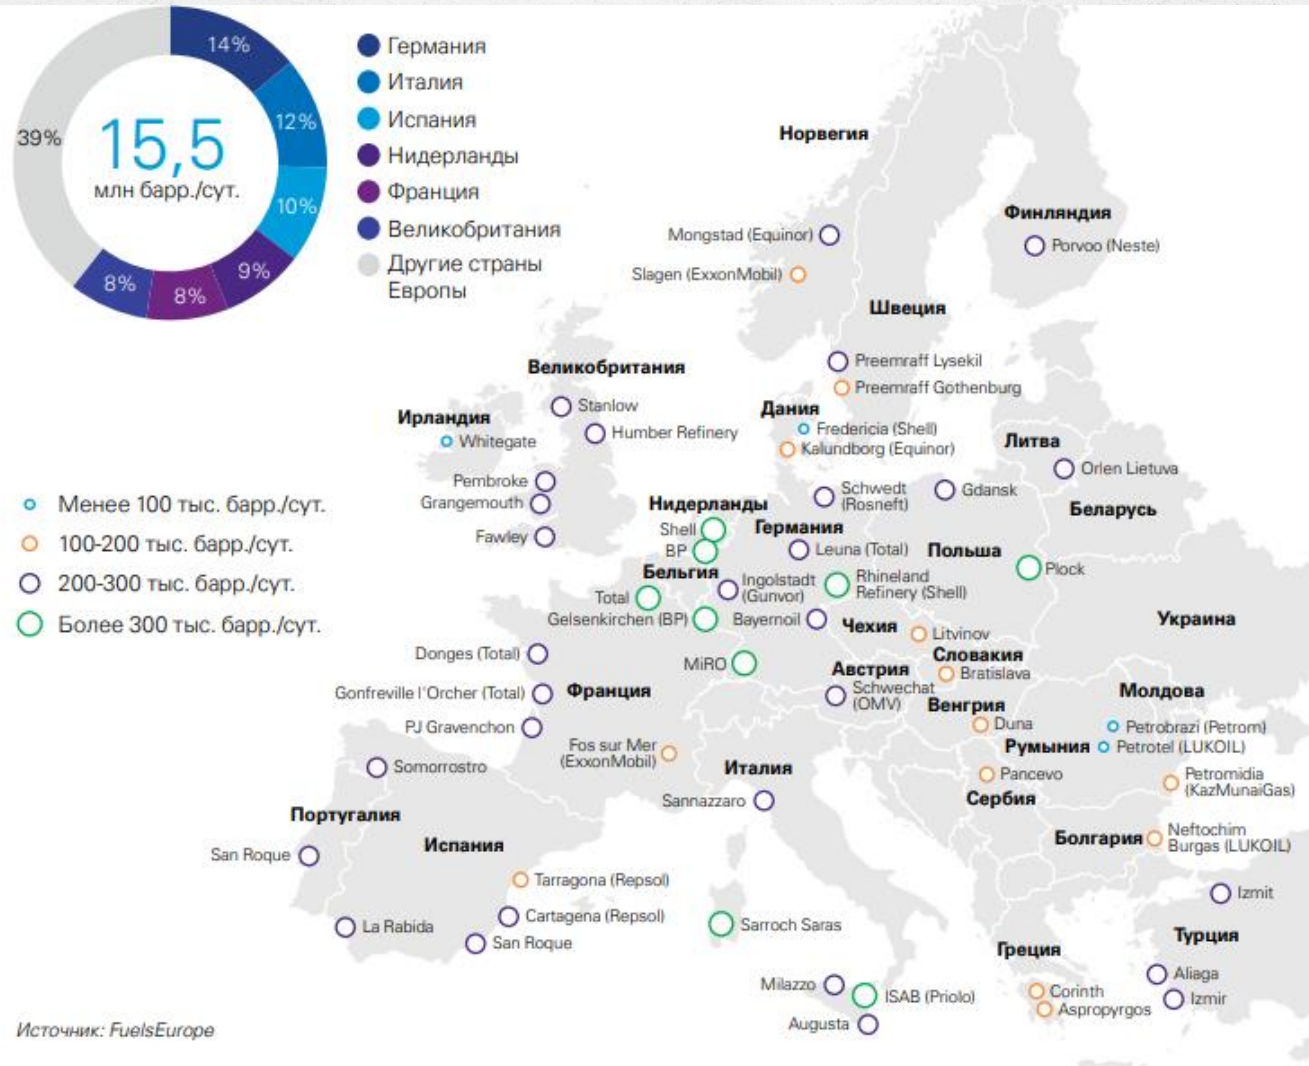 14%
12%
10%
9%
8%
8%
39%
15,5
млн барр./сут.
Германия
Италия
Испания
Нидерланды
Франция
Великобритания
Другие страны
Европы
Менее 100 тыс. барр./сут.
100-200 тыс. барр./сут.
200-300 тыс. барр./сут.
Более 300 тыс. барр./сут.
Норвегия
Mongstad (Equinor)
Slagen (ExxonMobil)
Финляндия
Porvoo (Neste)
Швеция
Preemraff Lysekil
Preemraff Gothenburg
Великобритания
Stanlow
Humber Refinery
Pembroke
Grangemouth
Fawley
Ирландия
Whitegate
Дания
Fredericia (Shell)
Kalundborg (Equinor)
Литва
Orlen Lietuva
Беларусь
Нидерланды
Shell
BP
Германия
Schwedt
(Rosneft)
Leuna (Total)
Ingolstadt
(Gunvor)
Rhineland
Refinery (Shell)
Gelsenkirchen (BP)
Bayernoil
MiRO
Польша
Gdansk
Plock
Бельгия
Total
Украина
Чехия
Litvinov
Словакия
Bratislava
Австрия
Schwechat
(OMV)
Венгрия
Duna
Молдова
Румыния
Petrobrazi (Petrom)
Petrotel (LUKOIL)
Petromidia
(KazMunaiGas)
Франция
Donges (Total)
Gonfreville l'Orcher (Total)
PJ Gravenchon
Fos sur Mer
(ExxonMobil)
Италия
Sannazzaro
Sarroch Saras
Milazzo
ISAB (Priolo)
Augusta
Сербия
Pancevo
Болгария
Neftochim
Burgas (LUKOIL)
Португалия
San Roque
Испания
Somorrostro
Tarragona (Repsol)
Cartagena (Repsol)
La Rabida
San Roque
Греция
Corinth
Aspropyrgos
Турция
Izmit
Aliaga
Izmir
Источник: FuelsEurope